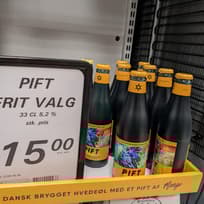 PIFT
FRIT VALG
33 CL 5,2 %
stk. pris
15 00
PIFT
DANSK BRYGGET HVEDEØL MED ET PIFT AF